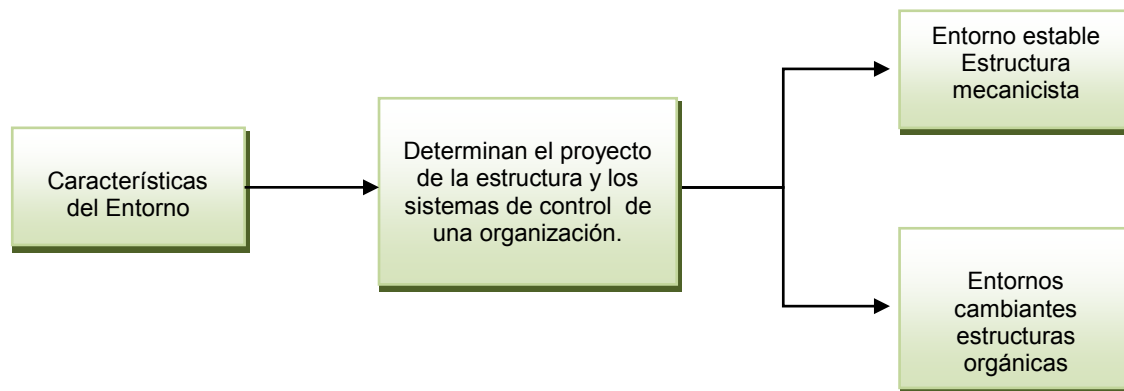 Características
del Entorno
Determinan el proyecto
de la estructura y los
sistemas de control de
una organización.
Entorno estable
Estructura
mecanicista
Entornos
cambiantes
estructuras
orgánicas